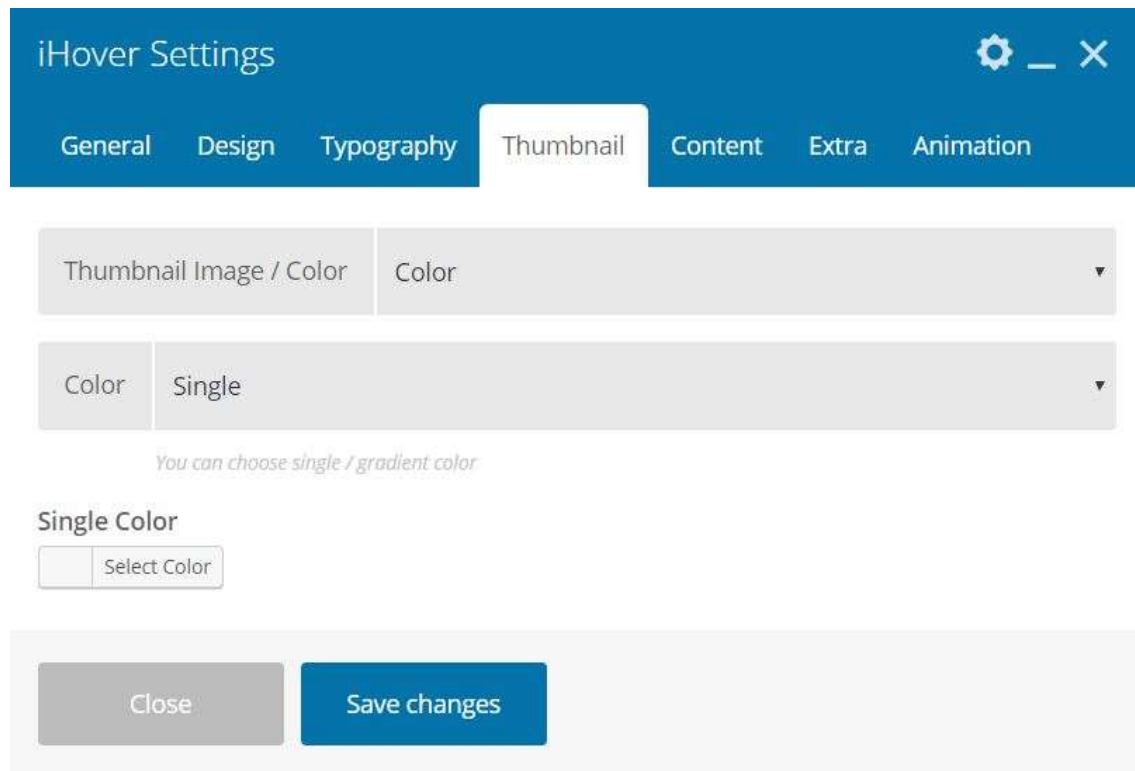 iHover Settings
General Design Typography Thumbnail Content Extra Animation
Thumbnail Image / Color Color
Color Single
You can choose single / gradient color
Single Color
Select Color
Close Save changes